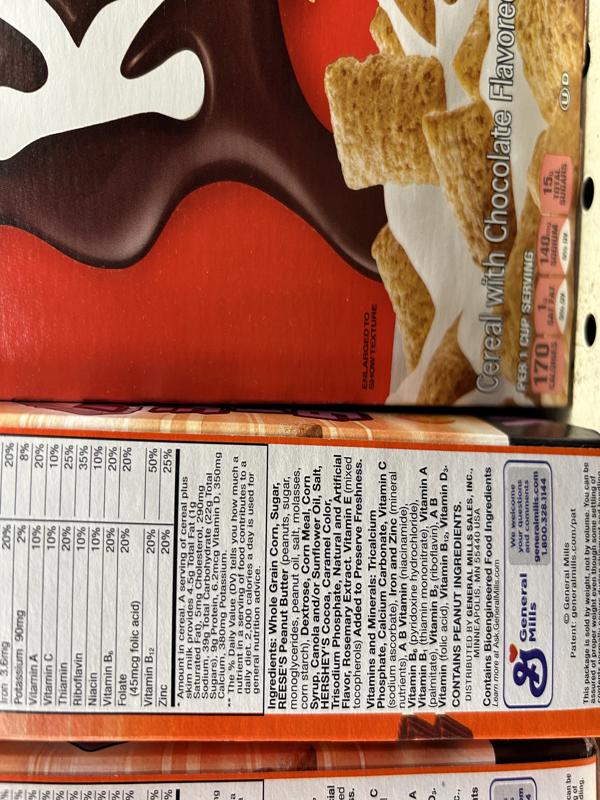 ENLARGED TO
SHOW TEXTURE
Cereal with Chocolate Flavored
PER 1 CUP SERVING
170
CALORIES
1g
SAT FAT
140mg
SODIUM
15g
TOTAL
SUGARS
U D
Iron 3.6mg 20% 20%
Potassium 90mg 2% 8%
Vitamin A 10% 20%
Vitamin C 10% 10%
Thiamin 20% 25%
Riboflavin 10% 35%
Niacin 10% 10%
Vitamin B6 20% 20%
Folate 20% 20%
(45mcg folic acid)
Vitamin B12 20% 50%
Zinc 20% 25%
* Amount in cereal. A serving of cereal plus
skim milk provides 4.5g Total Fat (1g
Saturated Fat), 5mg Cholesterol, 190mg
Sodium, 39g Total Carbohydrate (22g Total
Calcium, 380mg Potassium).
** The % Daily Value (DV) tells you how much a
nutrient in a serving of food contributes to a
daily diet. 2,000 calories a day is used for
general nutrition advice.
Ingredients: Whole Grain Corn, Sugar,
REESE'S Peanut Butter (peanuts, sugar,
monoglycerides, peanut oil, salt, molasses,
corn starch), Dextrose, Corn Meal, Corn
Syrup, Canola and/or Sunflower Oil, Salt,
HERSHEY'S Cocoa, Caramel Color,
Trisodium Phosphate, Natural and Artificial
Flavor, Rosemary Extract. Vitamin E (mixed
tocopherols) Added to Preserve Freshness.
Vitamins and Minerals: Tricalcium
Phosphate, Calcium Carbonate, Vitamin C
(sodium ascorbate), Iron and Zinc (mineral
nutrients), A B Vitamin (niacinamide),
Vitamin B6 (pyridoxine hydrochloride),
Vitamin B1 (thiamin mononitrate), Vitamin A
(palmitate), Vitamin B2 (riboflavin), A B
Vitamin (folic acid), Vitamin B12, Vitamin D3.
CONTAINS PEANUT INGREDIENTS.
DISTRIBUTED BY GENERAL MILLS SALES, INC.,
MINNEAPOLIS, MN 55440 USA
Contains Bioengineered Food Ingredients
Learn more at Ask.GeneralMills.com
General
Mills
We welcome
your questions
and comments
generalmills.com
1.800.328.1144
© General Mills
Patent: generalmills.com/pat
This package is sold by weight, not by volume. You can be
assured of proper weight even though some settling of